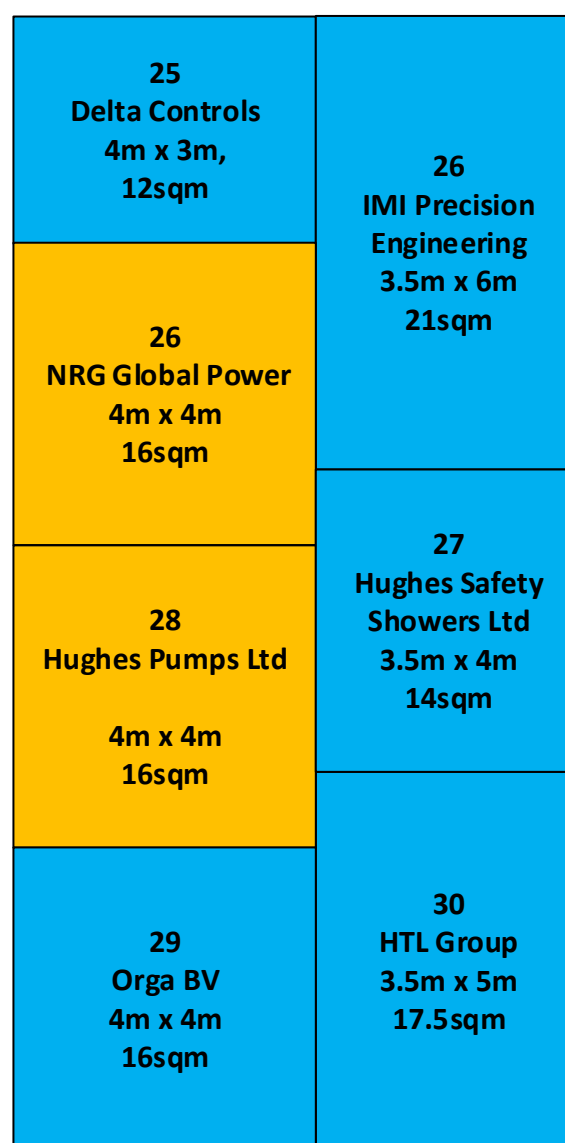 25
Delta Controls
4m x 3m,
12sqm
26
IMI Precision
Engineering
3.5m x 6m
21sqm
26
NRG Global Power
4m x 4m
16sqm
27
Hughes Safety
Showers Ltd
3.5m x 4m
14sqm
28
Hughes Pumps Ltd
4m x 4m
16sqm
29
Orga BV
4m x 4m
16sqm
30
HTL Group
3.5m x 5m
17.5sqm